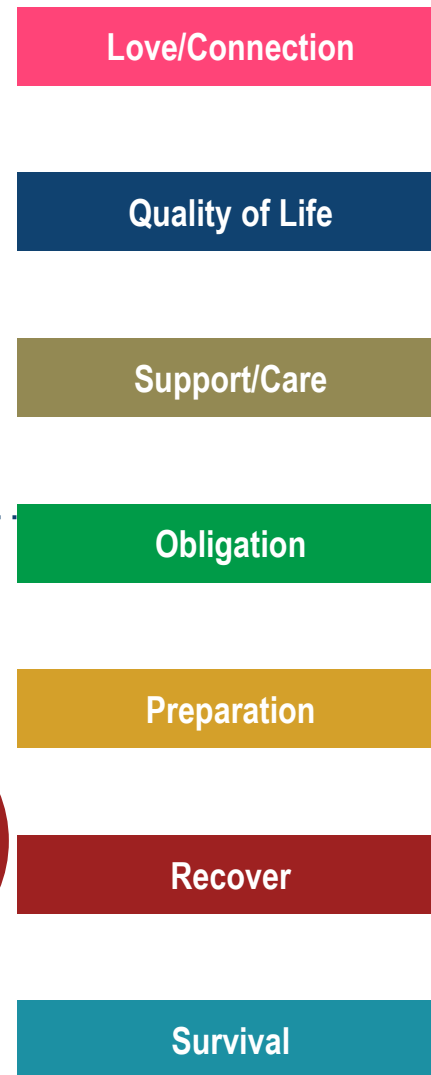 Love/Connection
Quality of Life
Support/Care
Obligation
Preparation
Recover
Survival